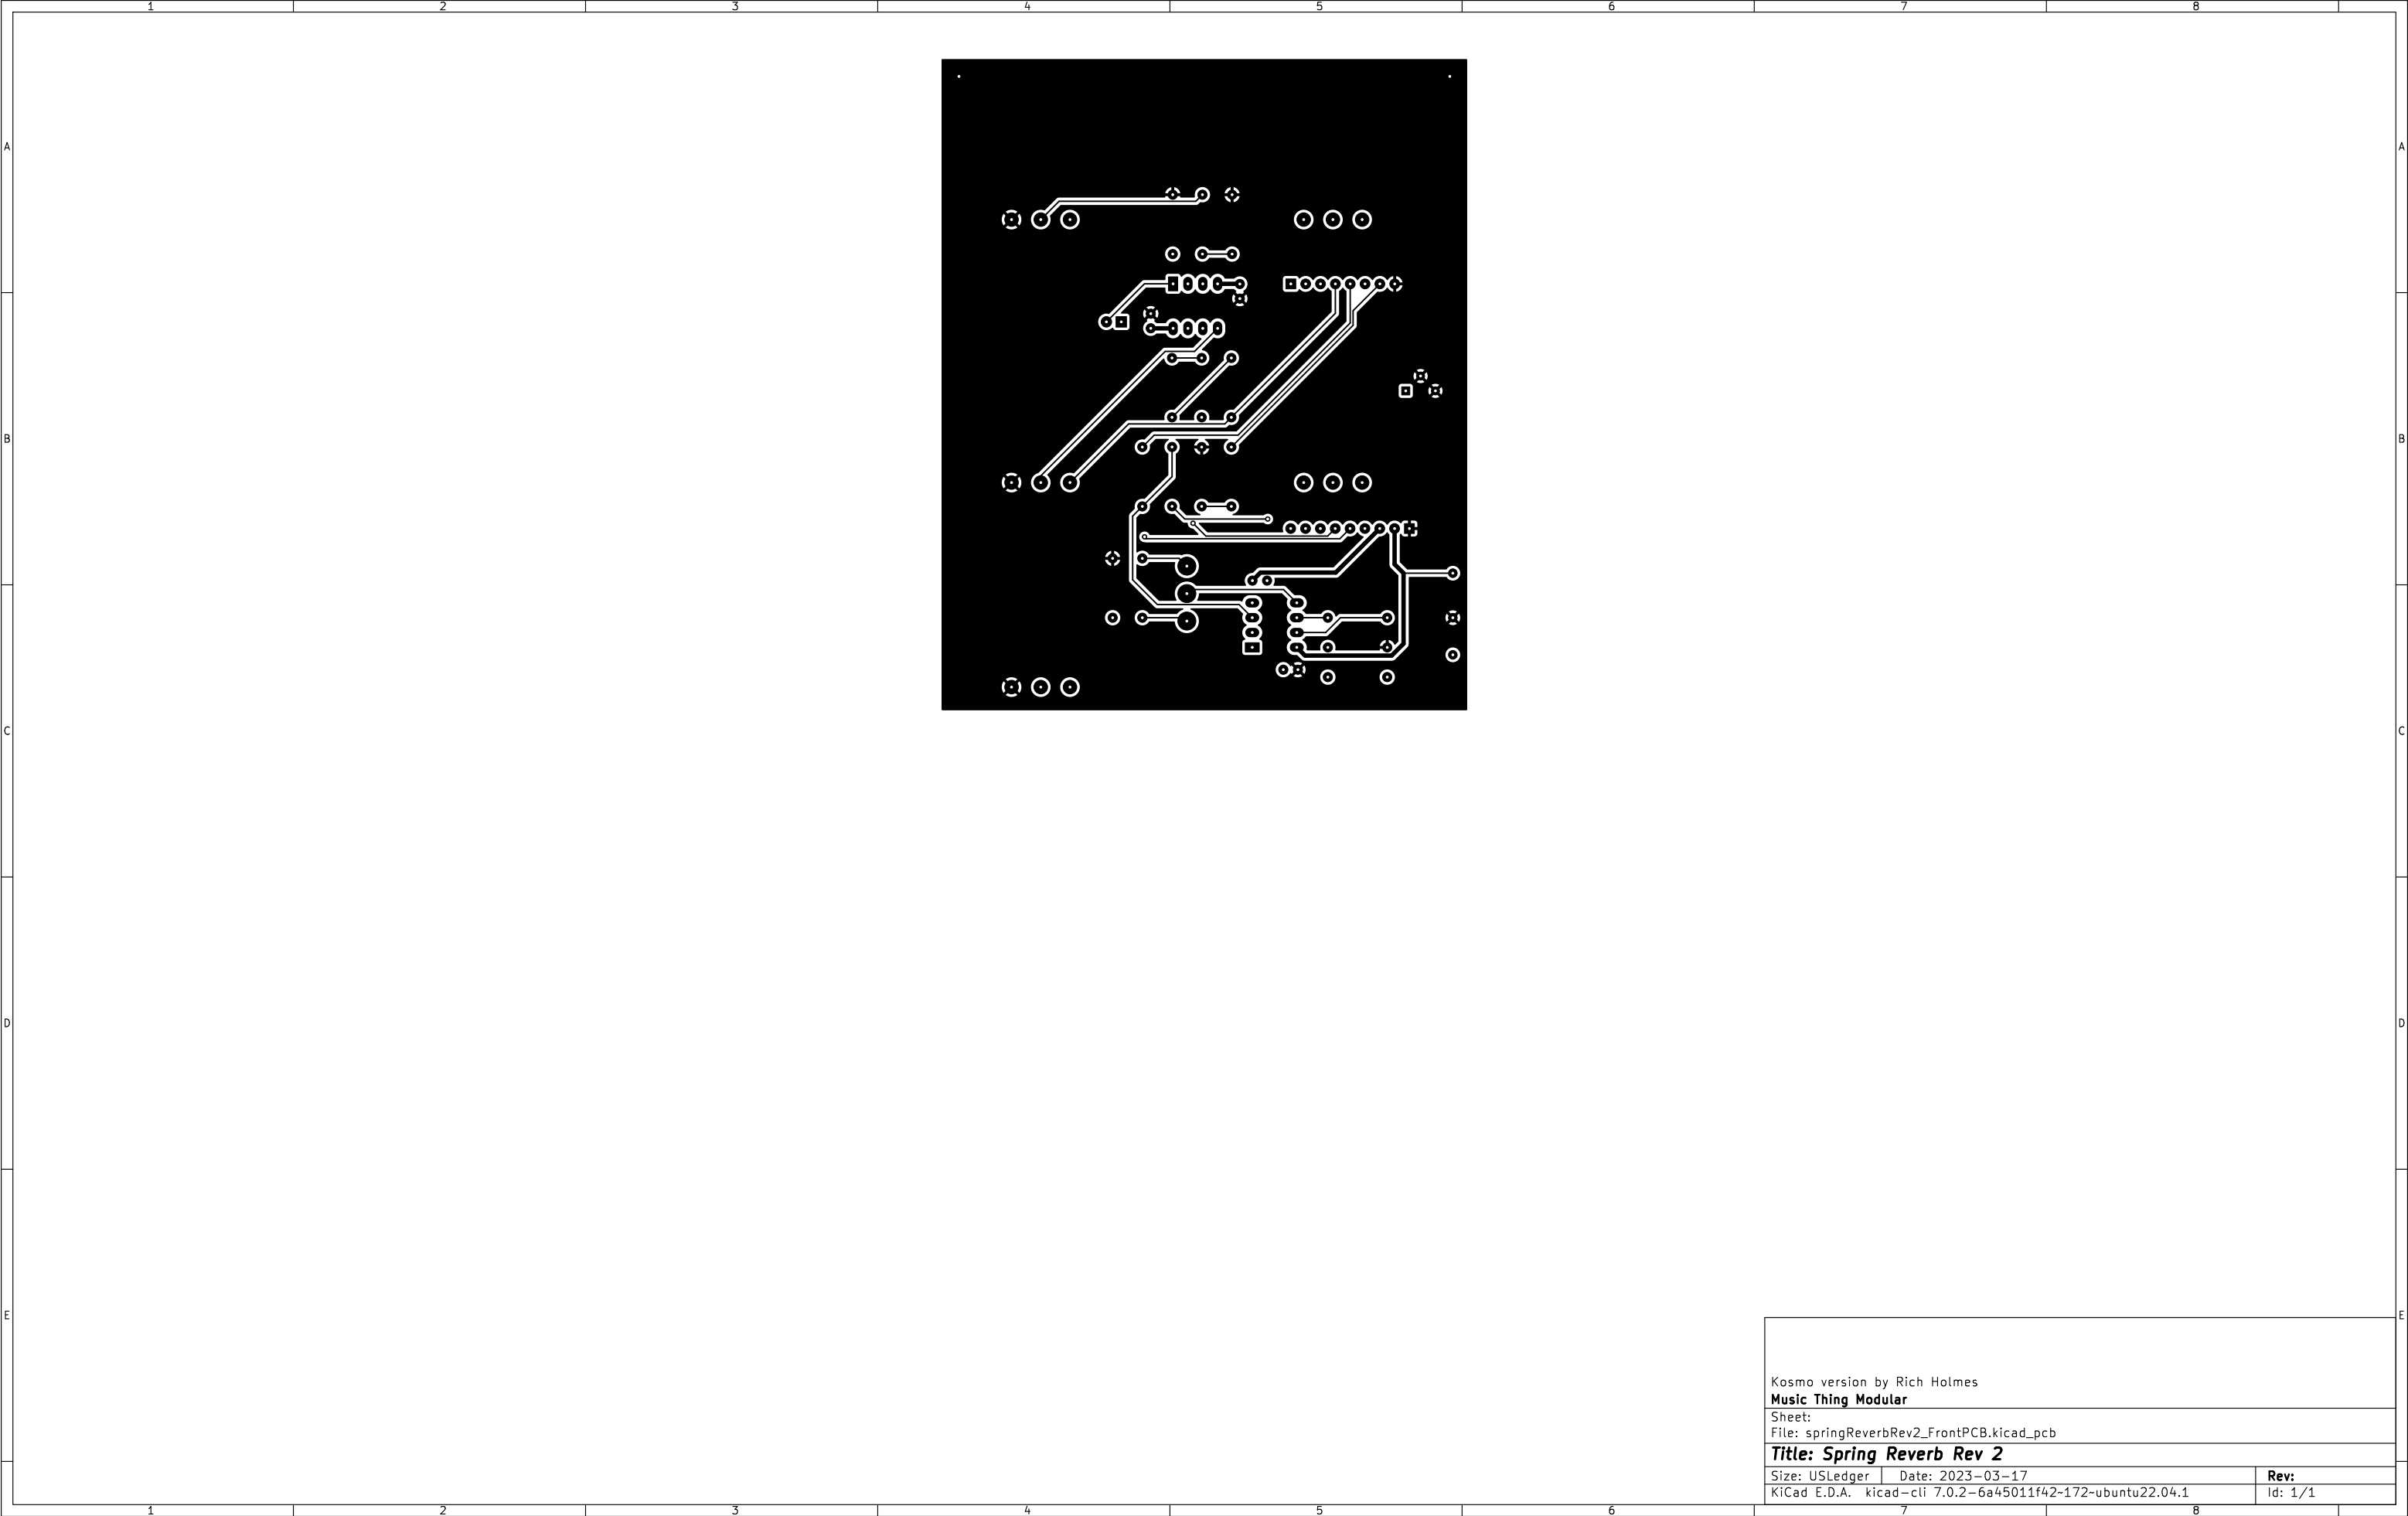 1 2 3 4 5 6 7 8
A A
B B
C C
D D
E E
Kosmo version by Rich Holmes
Music Thing Modular
Sheet:
File: springReverbRev2_FrontPCB.kicad_pcb
Title: Spring Reverb Rev 2
Size: USLedger Date: 2023-03-17 Rev:
KiCad E.D.A. kicad-cli 7.0.2-6a45011f42~172~ubuntu22.04.1 Id: 1/1
1 2 3 4 5 6 7 8